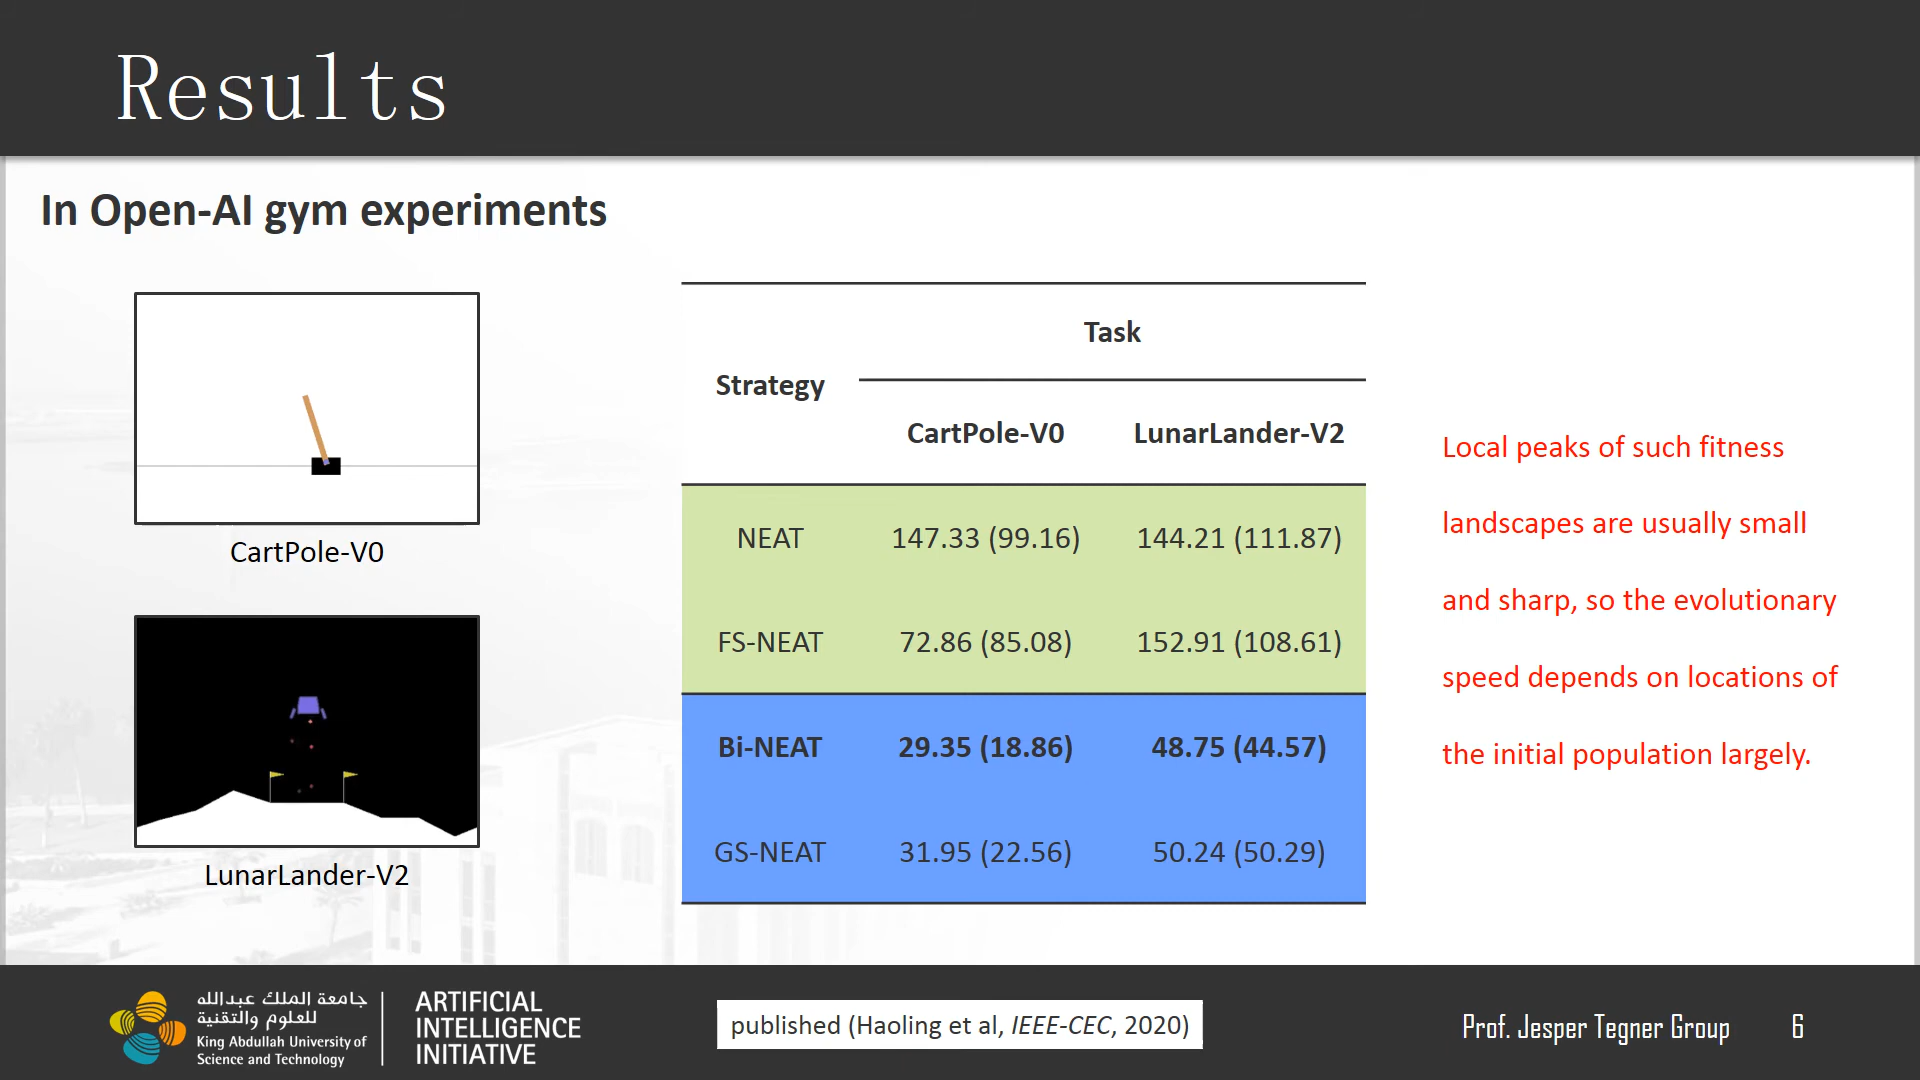 Results
In Open-AI gym experiments
CartPole-V0
LunarLander-V2
Task
Strategy
CartPole-V0 LunarLander-V2
NEAT 147.33 (99.16) 144.21 (111.87)
FS-NEAT 72.86 (85.08) 152.91 (108.61)
Bi-NEAT 29.35 (18.86) 48.75 (44.57)
GS-NEAT 31.95 (22.56) 50.24 (50.29)
Local peaks of such fitness
landscapes are usually small
and sharp, so the evolutionary
speed depends on locations of
the initial population largely.
جامعة الملك عبدالله
للعلوم والتقنية
King Abdullah University of
Science and Technology
ARTIFICIAL
INTELLIGENCE
INITIATIVE
published (Haoling et al, IEEE-CEC, 2020)
Prof. Jesper Tegner Group 6